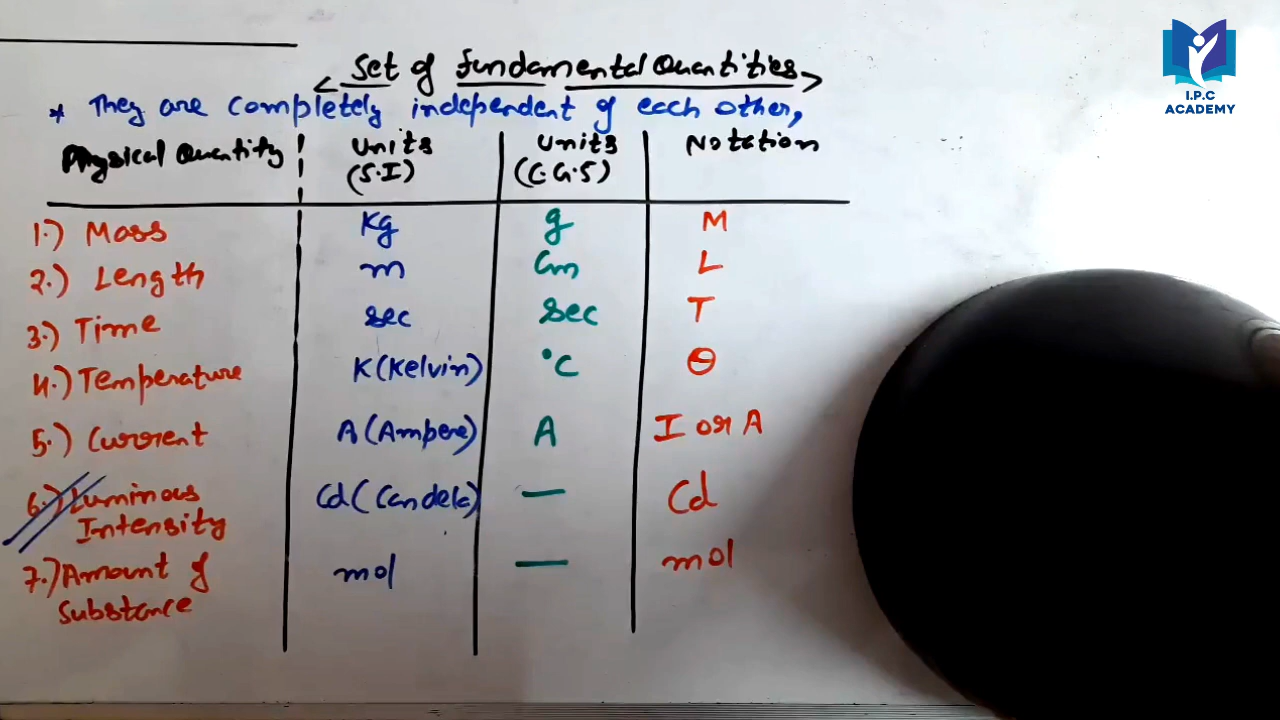 Set of fundamental Quantities
* They are completely independent of each other,
Physical Quantity Units (S.I) Units (C.G.S) Notation
1.) Mass Kg g M
2.) Length m Cm L
3.) Time sec sec T
4.) Temperature K (Kelvin) °C θ
5.) Current A (Ampere) A I or A
6.) Luminous Intensity Cd (Candela) — Cd
7.) Amount of Substance mol — mol
I.P.C
ACADEMY